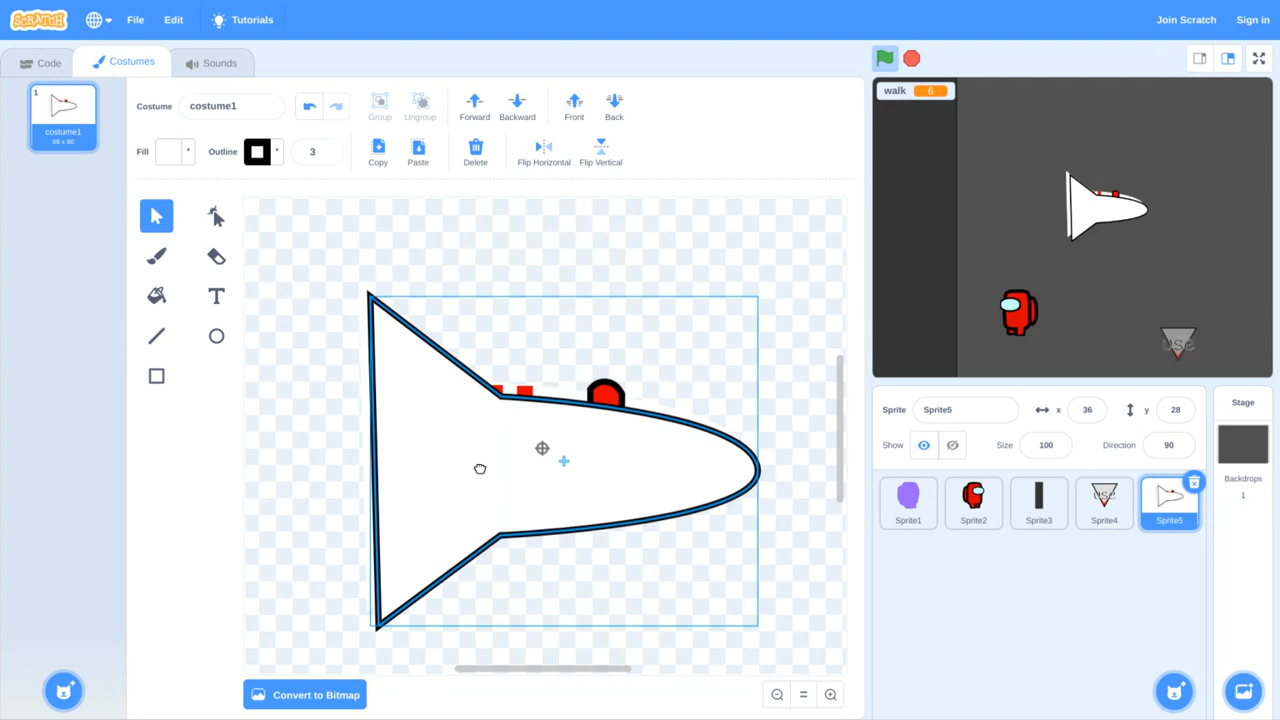 SCRATCH File Edit Tutorials Join Scratch Sign in
Code Costumes Sounds
1
costume1
Costume costume1 Group Ungroup Forward Backward Front Back
Fill Outline 3 Copy Paste Delete Flip Horizontal Flip Vertical
Convert to Bitmap
walk 6
USE
Sprite Sprite5 x 36 y 28
Show Size 100 Direction 90
Sprite1 Sprite2 Sprite3 USE Sprite4 Sprite5
Stage
Backdrops
1